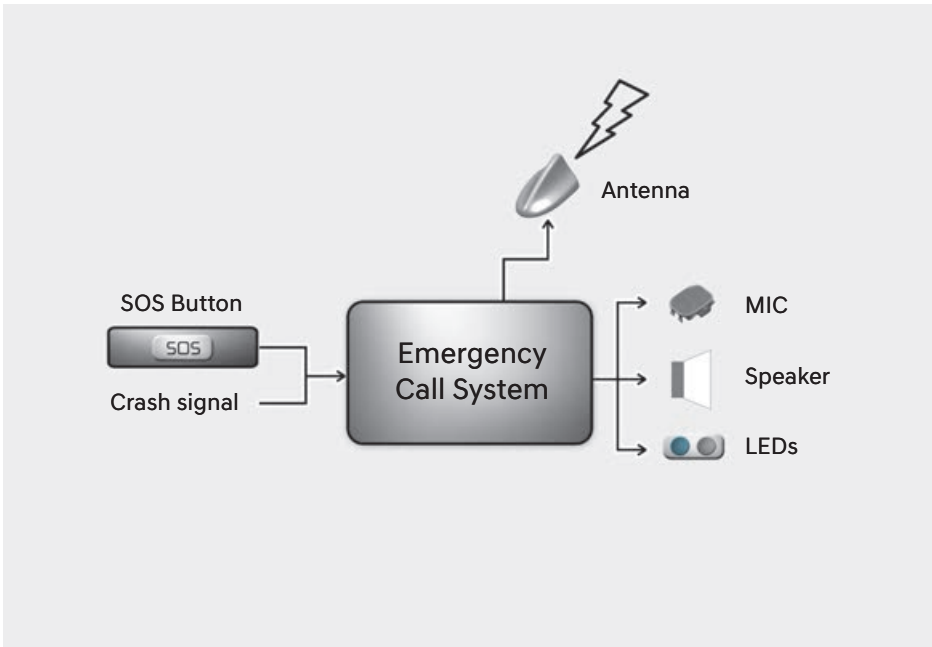 Antenna
SOS Button
SOS
Crash signal
Emergency
Call System
MIC
Speaker
LEDs